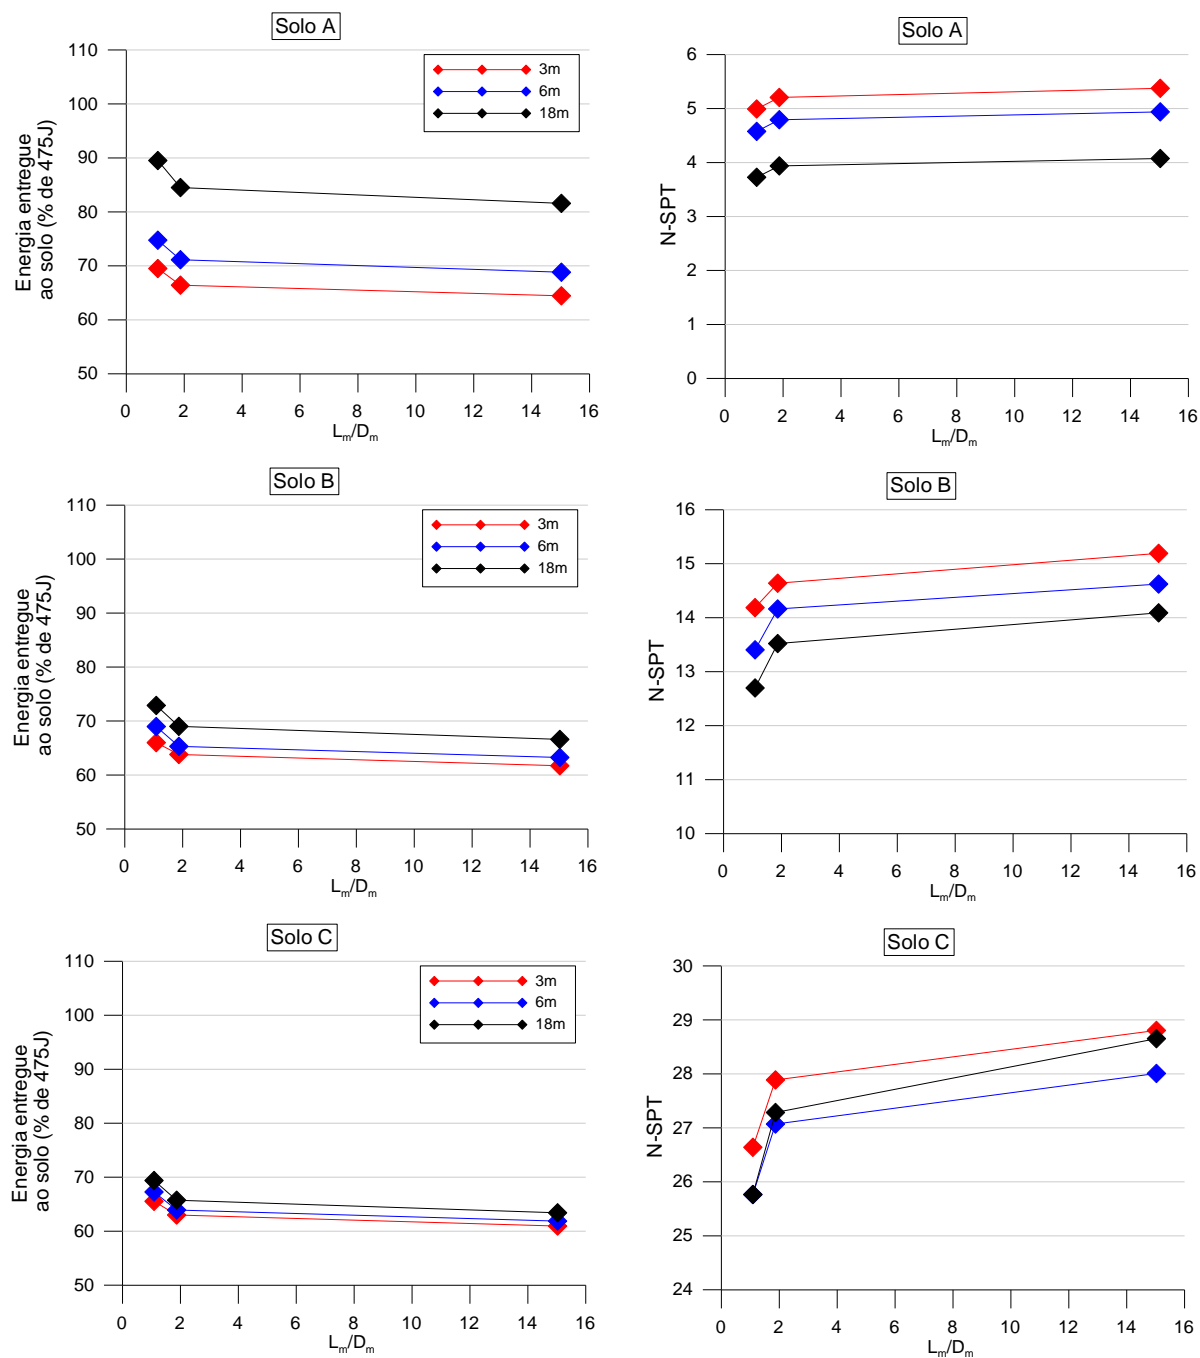 Solo A
110
100
90
80
70
60
50
Energia entregue
ao solo (% de 475J)
3m
6m
18m
0 2 4 6 8 10 12 14 16
Lm/Dm
Solo A
6
5
4
3
2
1
0
N-SPT
0 2 4 6 8 10 12 14 16
Lm/Dm
Solo B
110
100
90
80
70
60
50
Energia entregue
ao solo (% de 475J)
3m
6m
18m
0 2 4 6 8 10 12 14 16
Lm/Dm
Solo B
16
15
14
13
12
11
10
N-SPT
0 2 4 6 8 10 12 14 16
Lm/Dm
Solo C
110
100
90
80
70
60
50
Energia entregue
ao solo (% de 475J)
3m
6m
18m
0 2 4 6 8 10 12 14 16
Lm/Dm
Solo C
30
29
28
27
26
25
24
N-SPT
0 2 4 6 8 10 12 14 16
Lm/Dm